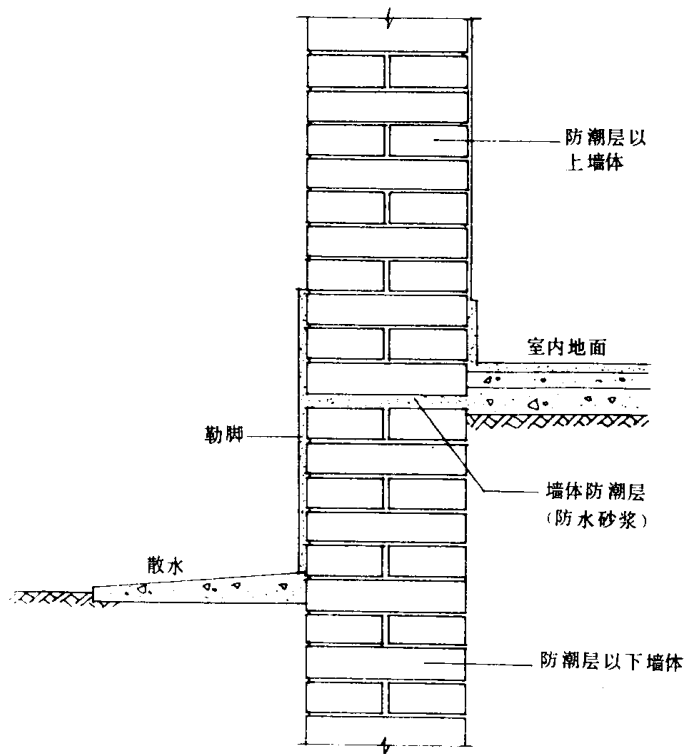 防潮层以
上墙体
室内地面
勒脚
墙体防潮层
(防水砂浆)
散水
防潮层以下墙体